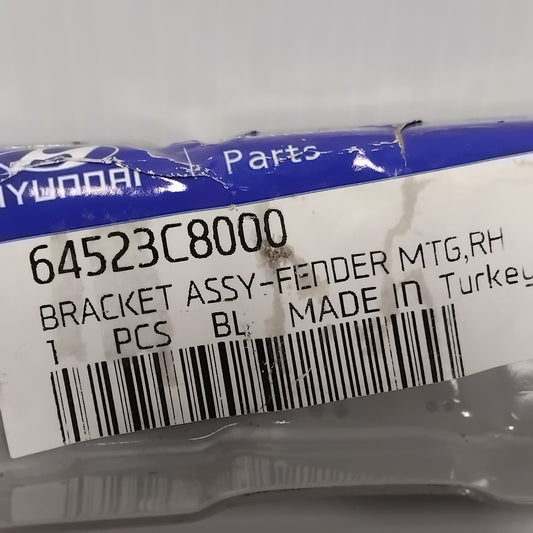 HYUNDAI | Parts
64523C8000
BRACKET ASSY-FENDER MTG,RH
1 PCS BL MADE IN Turkey